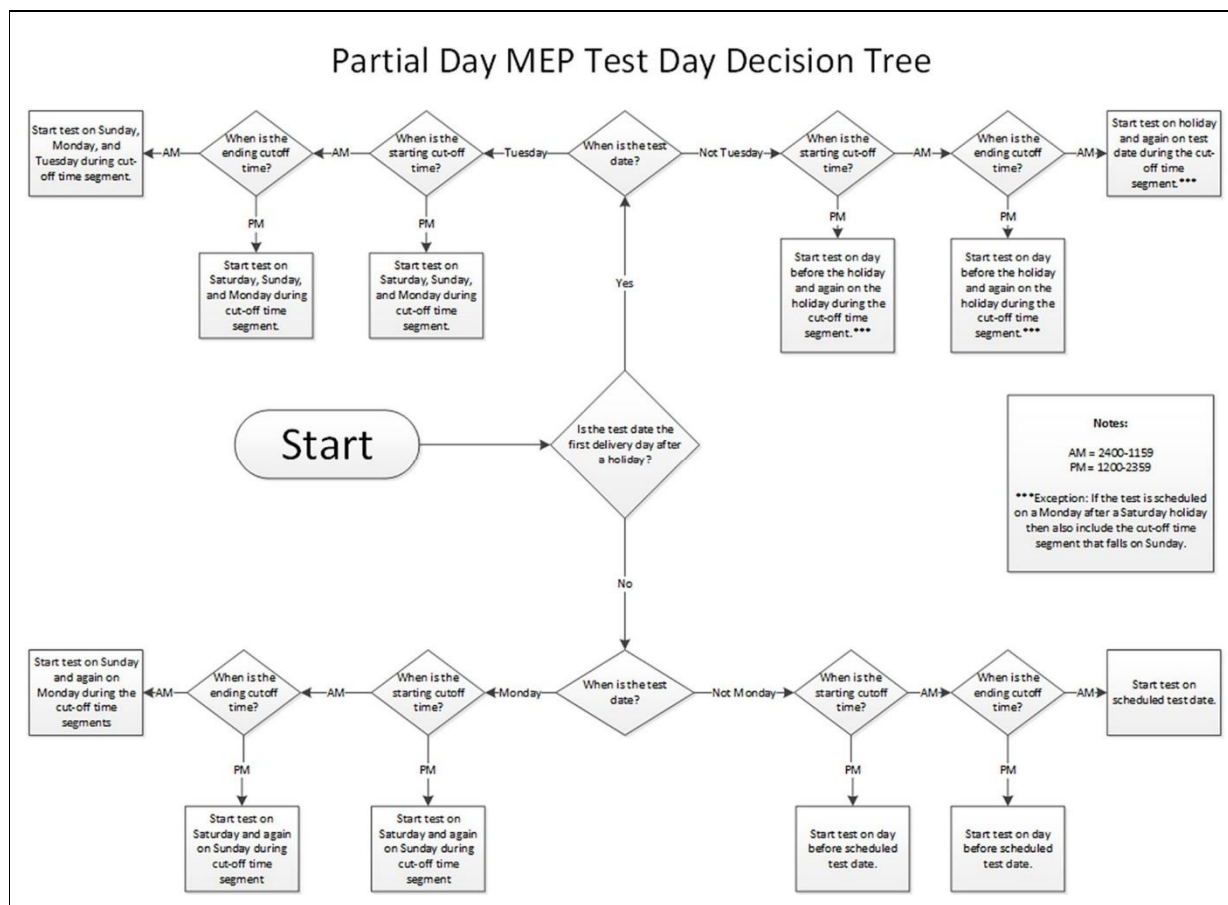 Partial Day MEP Test Day Decision Tree
Start test on Sunday,
Monday, and
Tuesday during cut-
off time segment.
AM
When is the
ending cutoff
time?
AM
When is the
starting cut-off
time?
Tuesday
When is the test
date?
Not Tuesday
When is the
starting cut-off
time?
AM
When is the
ending cutoff
time?
AM
Start test on holiday
and again on test
date during the cut-
off time
segment.***
PM
PM
PM
PM
Start test on
Saturday, Sunday,
and Monday during
cut-off time
segment.
Start test on
Saturday, Sunday,
and Monday during
cut-off time
segment.
Start test on day
before the holiday
and again on the
holiday during the
cut-off time
segment.***
Start test on day
before the holiday
and again on the
holiday during the
cut-off time
segment.***
Yes
Start
Is the test date the
first delivery day after
a holiday?
Notes:
AM = 2400-1159
PM = 1200-2359
***Exception: If the test is scheduled
on a Monday after a Saturday holiday
then also include the cut-off time
segment that falls on Sunday.
No
Start test on Sunday
and again on
Monday during the
cut-off time
segments
AM
When is the
ending cutoff
time?
AM
When is the
starting cutoff
time?
Monday
When is the test
date?
Not Monday
When is the
starting cutoff
time?
AM
When is the
ending cutoff
time?
AM
Start test on
scheduled test date.
PM
PM
PM
PM
Start test on
Saturday and again
on Sunday during
cut-off time
segment
Start test on
Saturday and again
on Sunday during
cut-off time
segment
Start test on day
before scheduled
test date.
Start test on day
before scheduled
test date.